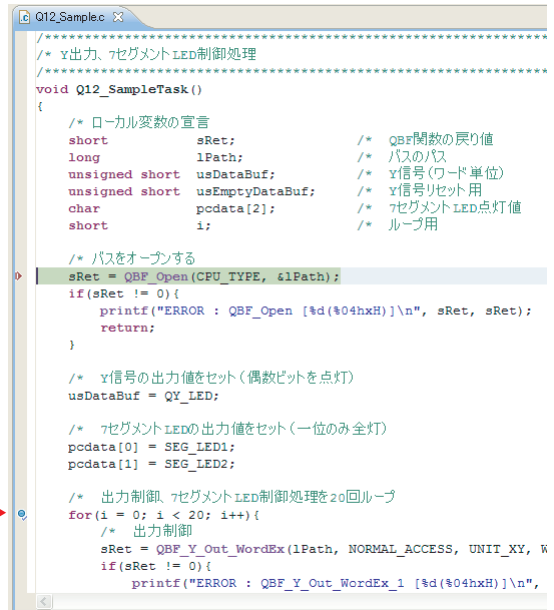 Q12_Sample.c
/*****************************************************************
/* Y出力、7セグメントLED制御処理
/*****************************************************************
void Q12_SampleTask()
{
/* ローカル変数の宣言
short sRet; /* QBF関数の戻り値
long lPath; /* バスのパス
unsigned short usDataBuf; /* Y信号(ワード単位)
unsigned short usEmptyDataBuf; /* Y信号リセット用
char pcdata[2]; /* 7セグメントLED点灯値
short i; /* ループ用
/* バスをオープンする
sRet = QBF_Open(CPU_TYPE, &lPath);
if(sRet != 0){
printf("ERROR : QBF_Open [%d(%04hxH)]\n", sRet, sRet);
return;
}
/* Y信号の出力値をセット(偶数ビットを点灯)
usDataBuf = QY_LED;
/* 7セグメントLEDの出力値をセット(一位のみ全灯)
pcdata[0] = SEG_LED1;
pcdata[1] = SEG_LED2;
/* 出力制御、7セグメントLED制御処理を20回ループ
for(i = 0; i < 20; i++){
/* 出力制御
sRet = QBF_Y_Out_WordEx(lPath, NORMAL_ACCESS, UNIT_XY, W
if(sRet != 0){
printf("ERROR : QBF_Y_Out_WordEx_1 [%d(%04hxH)]\n",